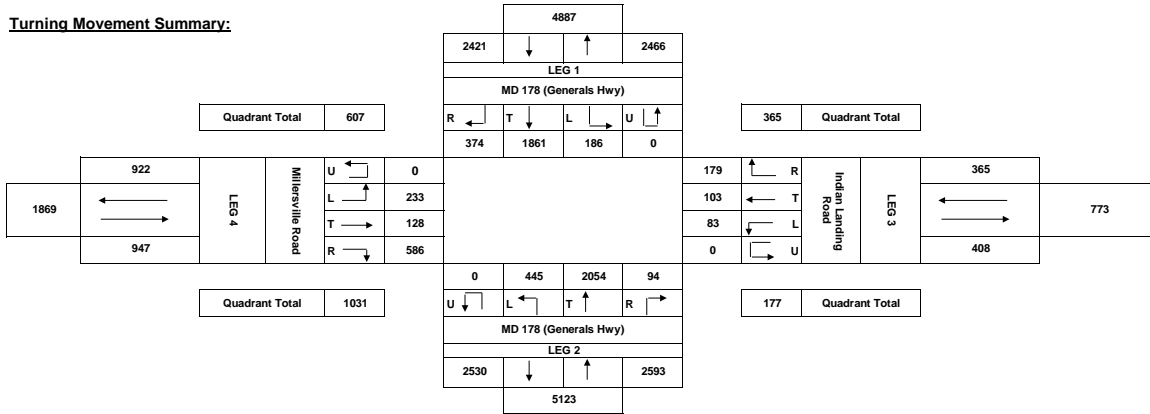 Turning Movement Summary:
4887
2421 2466
LEG 1
MD 178 (Generals Hwy)
Quadrant Total 607
R T L U
365 Quadrant Total
374 1861 186 0
922
U 0
179 R
365
1869
LEG 4
Millersville Road
L 233
103 T
Indian Landing Road
LEG 3
773
T 128
83 L
947
R 586
0 U
408
0 445 2054 94
Quadrant Total 1031
U L T R
177 Quadrant Total
MD 178 (Generals Hwy)
LEG 2
2530 2593
5123